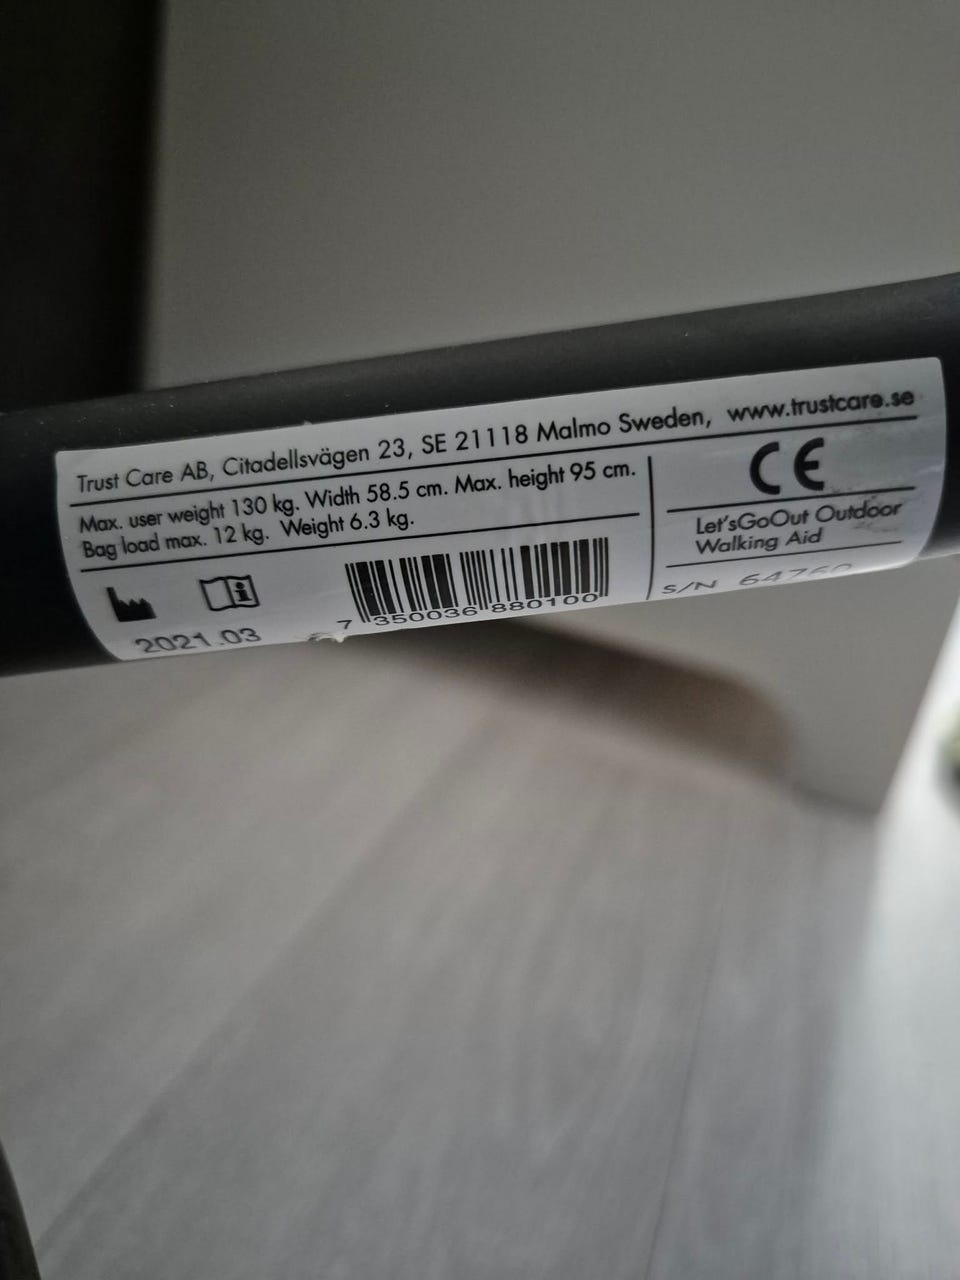 Trust Care AB, Citadellsvägen 23, SE 21118 Malmo Sweden, www.trustcare.se
Max. user weight 130 kg. Width 58.5 cm. Max. height 95 cm.
Bag load max. 12 kg. Weight 6.3 kg.
2021.03
7 350036 880100
CE
Let'sGoOut Outdoor
Walking Aid
S/N 64760